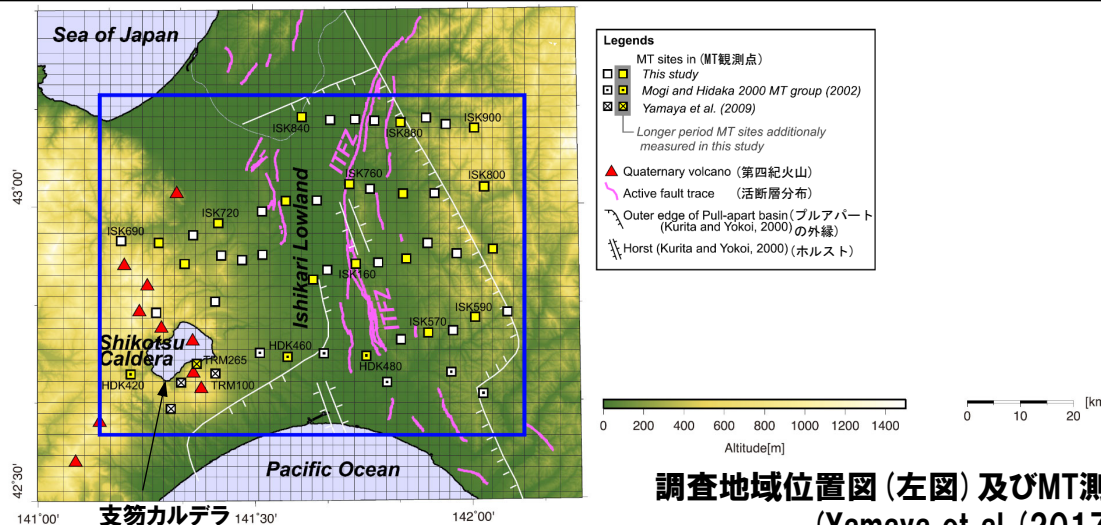 Sea of Japan
ISK840
ISK880
ISK900
ITFZ
ISK760
ISK800
43°00'
ISK720
ISK690
Ishikari Lowland
ISK160
ISK590
ISK570
ITFZ
Shikotsu
Caldera
TRM265
HDK460
HDK480
HDK420
TRM100
Pacific Ocean
42°30'
141°00'
141°30'
142°00'
支笏カルデラ
Legends
MT sites in (MT観測点)
This study
Mogi and Hidaka 2000 MT group (2002)
Yamaya et al. (2009)
Longer period MT sites additionaly
measured in this study
Quaternary volcano (第四紀火山)
Active fault trace (活断層分布)
Outer edge of Pull-apart basin (プルアパート
(Kurita and Yokoi, 2000) の外縁)
Horst (Kurita and Yokoi, 2000) (ホルスト)
0 200 400 600 800 1000 1200 1400
Altitude[m]
0 10 20 [km
調査地域位置図(左図)及びMT測
(Yamaya et al (2017